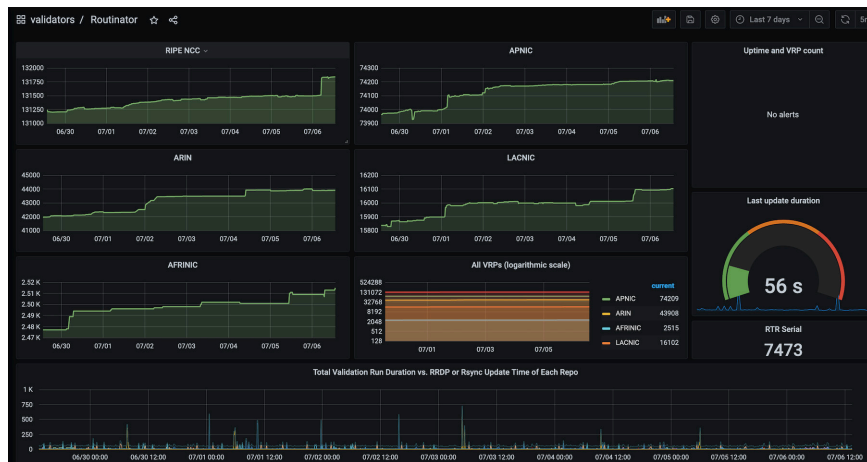 validators / Routinator
Last 7 days
RIPE NCC
132000
131750
131500
131250
131000
06/30 07/01 07/02 07/03 07/04 07/05 07/06
APNIC
74300
74200
74100
74000
73900
06/30 07/01 07/02 07/03 07/04 07/05 07/06
Uptime and VRP count
No alerts
ARIN
45000
44000
43000
42000
41000
06/30 07/01 07/02 07/03 07/04 07/05 07/06
LACNIC
16200
16100
16000
15900
15800
06/30 07/01 07/02 07/03 07/04 07/05 07/06
Last update duration
56 s
AFRINIC
2.52 K
2.51 K
2.50 K
2.49 K
2.48 K
2.47 K
06/30 07/01 07/02 07/03 07/04 07/05 07/06
All VRPs (logarithmic scale)
524288
131072
32768
8192
2048
512
128
07/01 07/03 07/05
current
APNIC 74209
ARIN 43908
AFRINIC 2515
LACNIC 16102
RTR Serial
7473
Total Validation Run Duration vs. RRDP or Rsync Update Time of Each Repo
1 K
750
500
250
0
06/30 00:00 06/30 12:00 07/01 00:00 07/01 12:00 07/02 00:00 07/02 12:00 07/03 00:00 07/03 12:00 07/04 00:00 07/04 12:00 07/05 00:00 07/05 12:00 07/06 00:00 07/06 12:00